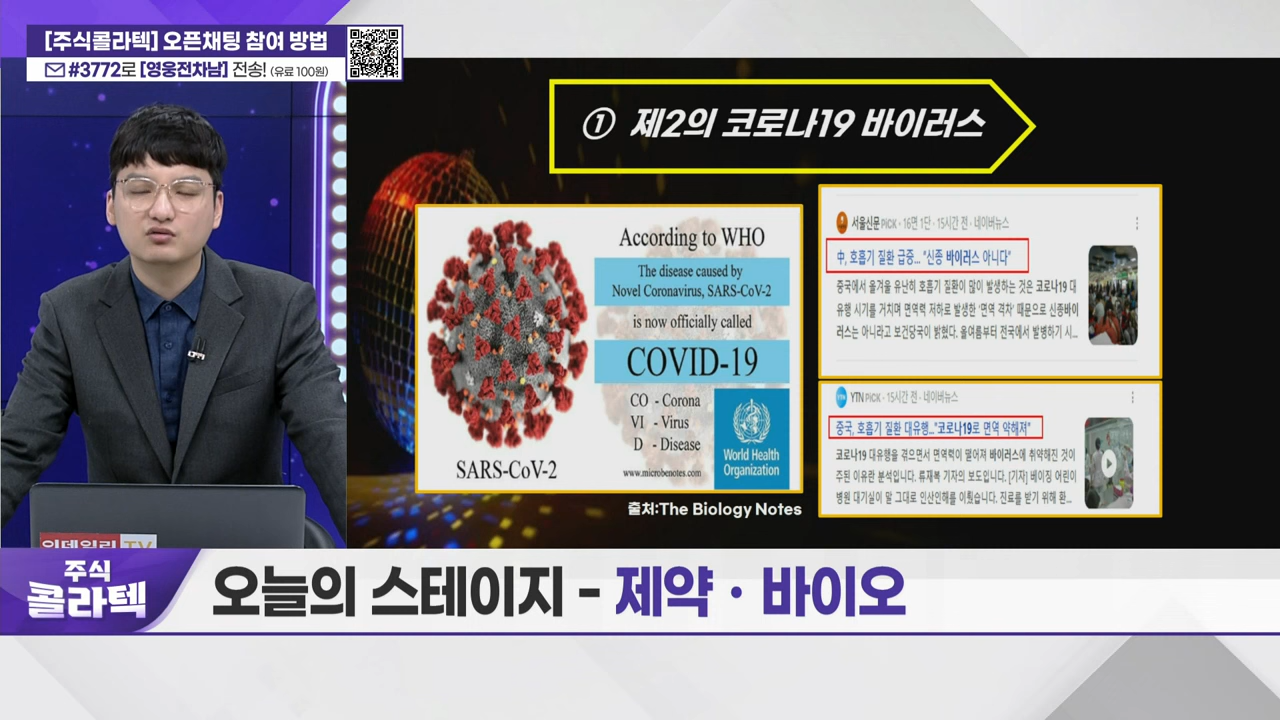 [주식콜라텍] 오픈채팅 참여 방법
#3772로 [영웅전차남] 전송! (유료 100원)
① 제2의 코로나19 바이러스
According to WHO
The disease caused by
Novel Coronavirus, SARS-CoV-2
is now officially called
COVID-19
CO - Corona
VI - Virus
D - Disease
World Health
Organization
www.microbenotes.com
SARS-CoV-2
출처:The Biology Notes
서울신문 PICK · 16면 1단 · 15시간 전 · 네이버뉴스
中, 호흡기 질환 급증... "신종 바이러스 아니다"
중국에서 올겨울 유난히 호흡기 질환이 많이 발생하는 것은 코로나19 대
유행 시기를 거치며 면역력 저하로 발생한 '면역 격차' 때문으로 신종바이
러스는 아니라고 보건당국이 밝혔다. 올여름부터 전국에서 발병하기 시...
YTN PICK · 15시간 전 · 네이버뉴스
중국, 호흡기 질환 대유행..."코로나19로 면역 약해져"
코로나19 대유행을 겪으면서 면역력이 떨어져 바이러스에 취약해진 것이
주된 이유란 분석입니다. 류재복 기자의 보도입니다. [기자] 베이징 어린이
병원 대기실이 말 그대로 인산인해를 이뤘습니다. 진료를 받기 위해 환...
이데일리 TV
주식
콜라텍
오늘의 스테이지 - 제약 · 바이오